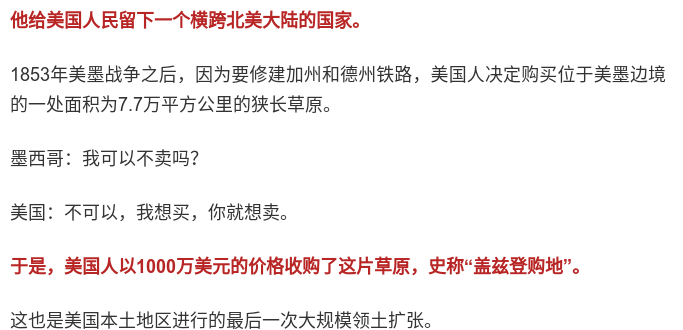 他给美国人民留下一个横跨北美大陆的国家。
1853年美墨战争之后，因为要修建加州和德州铁路，美国人决定购买位于美墨边境
的一处面积为7.7万平方公里的狭长草原。
墨西哥：我可以不卖吗？
美国：不可以，我想买，你就想卖。
于是，美国人以1000万美元的价格收购了这片草原，史称“盖兹登购地”。
这也是美国本土地区进行的最后一次大规模领土扩张。